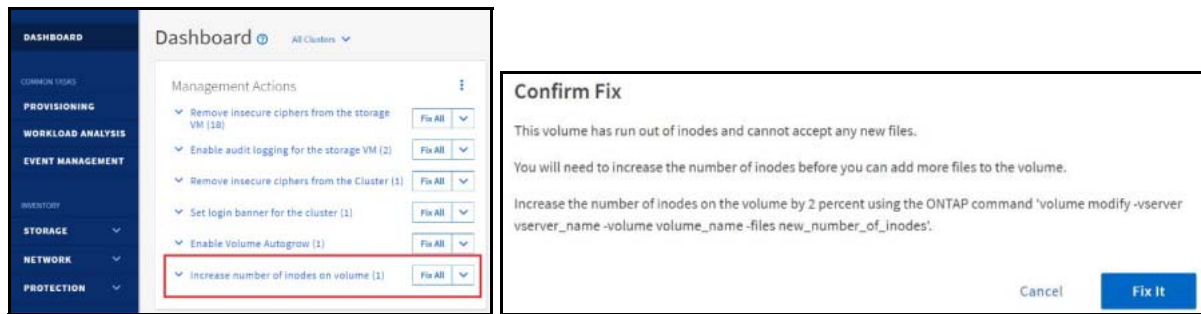 DASHBOARD
COMMON TASKS
PROVISIONING
WORKLOAD ANALYSIS
EVENT MANAGEMENT
INVENTORY
STORAGE
NETWORK
PROTECTION
Dashboard ?
All Clusters
Management Actions
Remove insecure ciphers from the storage
VM (18)
Fix All
Enable audit logging for the storage VM (2)
Fix All
Remove insecure ciphers from the Cluster (1)
Fix All
Set login banner for the cluster (1)
Fix All
Enable Volume Autogrow (1)
Fix All
Increase number of inodes on volume (1)
Fix All
Confirm Fix
This volume has run out of inodes and cannot accept any new files.
You will need to increase the number of inodes before you can add more files to the volume.
Increase the number of inodes on the volume by 2 percent using the ONTAP command 'volume modify -vserver
vserver_name -volume volume_name -files new_number_of_inodes'.
Cancel
Fix It